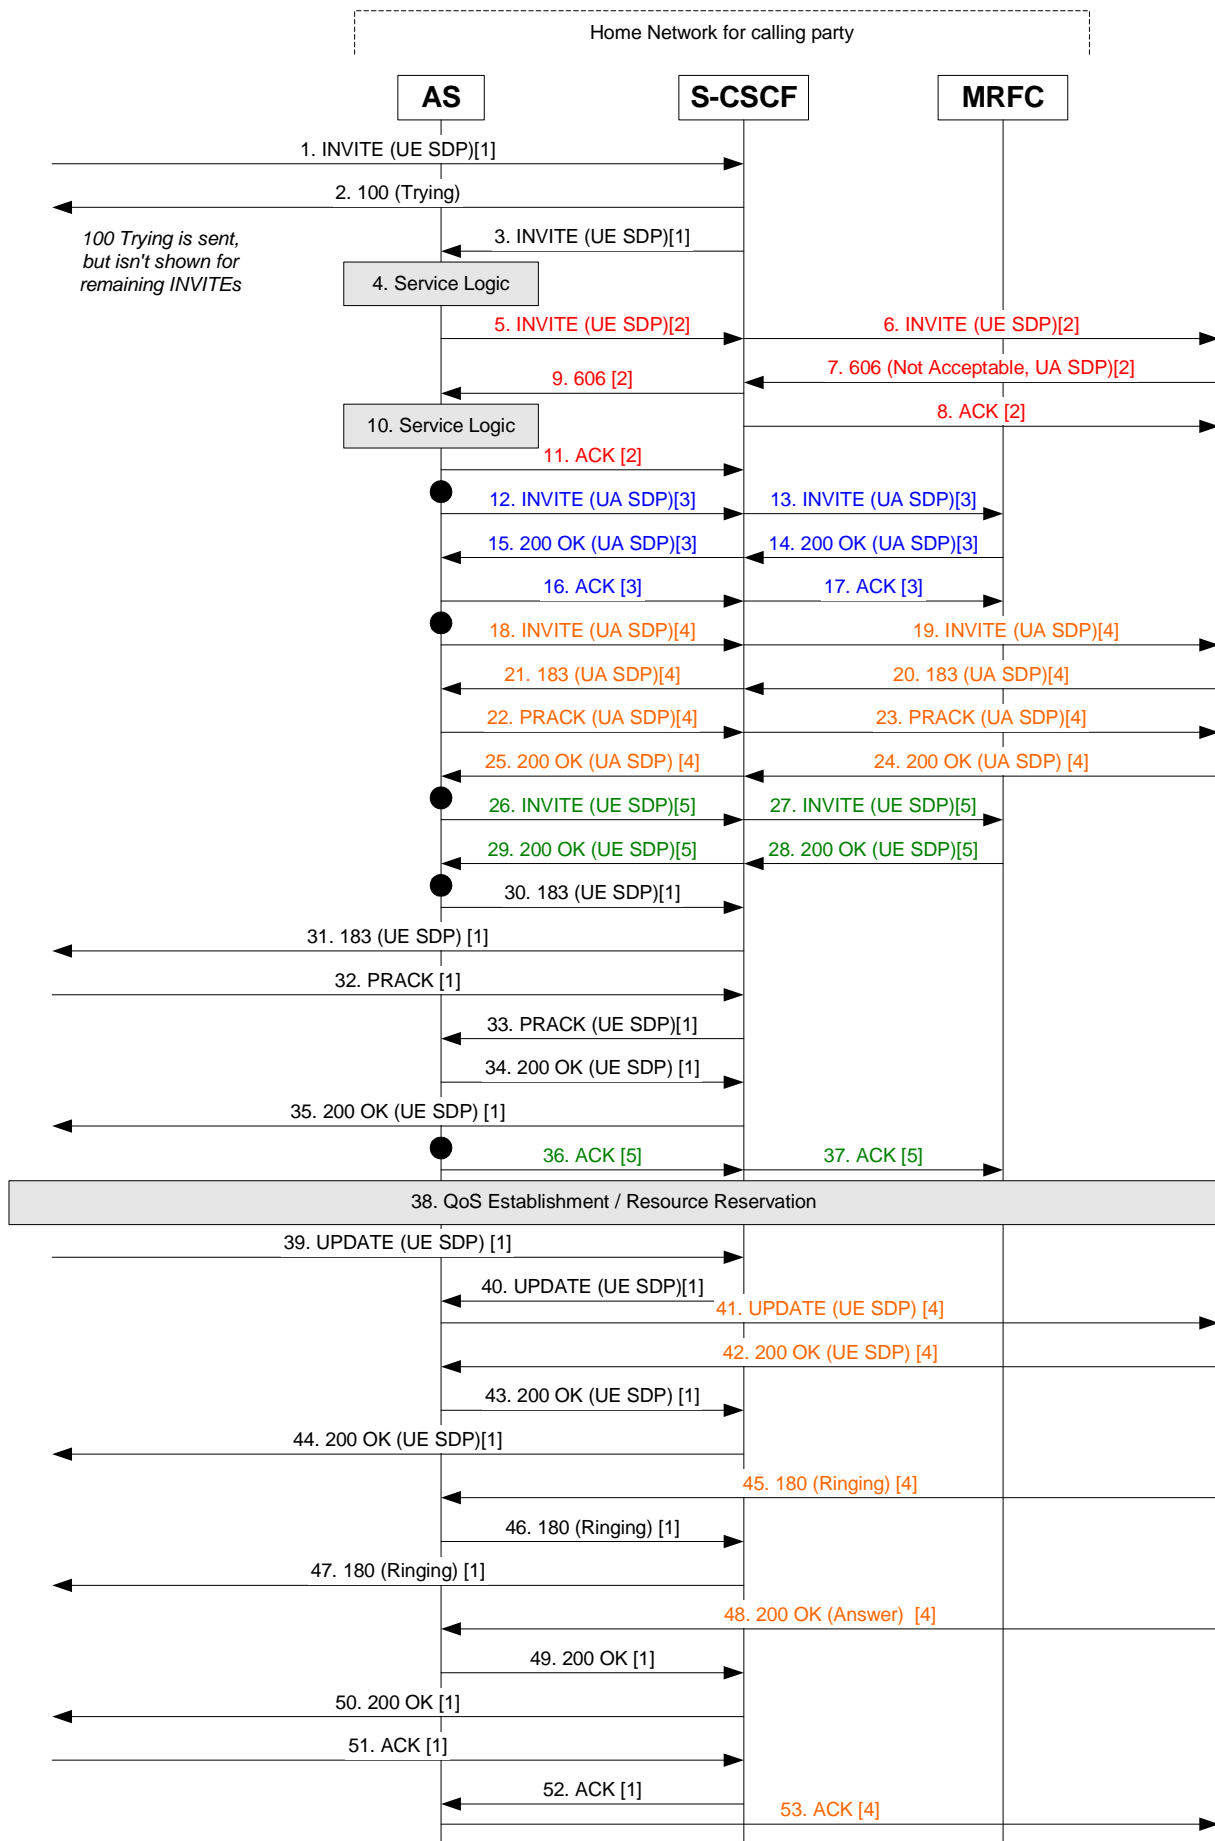 Home Network for calling party
AS
S-CSCF
MRFC
1. INVITE (UE SDP)[1]
2. 100 (Trying)
100 Trying is sent,
but isn't shown for
remaining INVITEs
3. INVITE (UE SDP)[1]
4. Service Logic
5. INVITE (UE SDP)[2]
6. INVITE (UE SDP)[2]
7. 606 (Not Acceptable, UA SDP)[2]
9. 606 [2]
8. ACK [2]
10. Service Logic
11. ACK [2]
12. INVITE (UA SDP)[3]
13. INVITE (UA SDP)[3]
15. 200 OK (UA SDP)[3]
14. 200 OK (UA SDP)[3]
16. ACK [3]
17. ACK [3]
18. INVITE (UA SDP)[4]
19. INVITE (UA SDP)[4]
21. 183 (UA SDP)[4]
20. 183 (UA SDP)[4]
22. PRACK (UA SDP)[4]
23. PRACK (UA SDP)[4]
25. 200 OK (UA SDP) [4]
24. 200 OK (UA SDP) [4]
26. INVITE (UE SDP)[5]
27. INVITE (UE SDP)[5]
29. 200 OK (UE SDP)[5]
28. 200 OK (UE SDP)[5]
30. 183 (UE SDP)[1]
31. 183 (UE SDP) [1]
32. PRACK [1]
33. PRACK (UE SDP)[1]
34. 200 OK (UE SDP) [1]
35. 200 OK (UE SDP) [1]
36. ACK [5]
37. ACK [5]
38. QoS Establishment / Resource Reservation
39. UPDATE (UE SDP) [1]
40. UPDATE (UE SDP)[1]
41. UPDATE (UE SDP) [4]
42. 200 OK (UE SDP) [4]
43. 200 OK (UE SDP) [1]
44. 200 OK (UE SDP)[1]
45. 180 (Ringing) [4]
46. 180 (Ringing) [1]
47. 180 (Ringing) [1]
48. 200 OK (Answer) [4]
49. 200 OK [1]
50. 200 OK [1]
51. ACK [1]
52. ACK [1]
53. ACK [4]